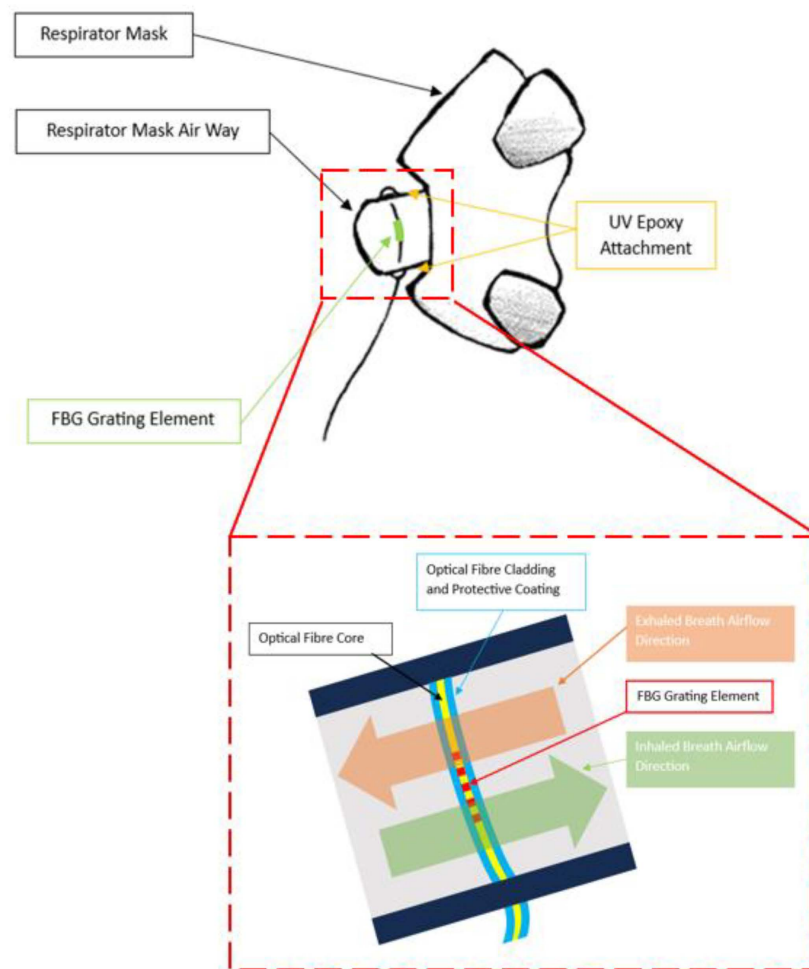 Respirator Mask
Respirator Mask Air Way
UV Epoxy
Attachment
FBG Grating Element
Optical Fibre Cladding
and Protective Coating
Optical Fibre Core
Exhaled Breath Airflow
Direction
FBG Grating Element
Inhaled Breath Airflow
Direction